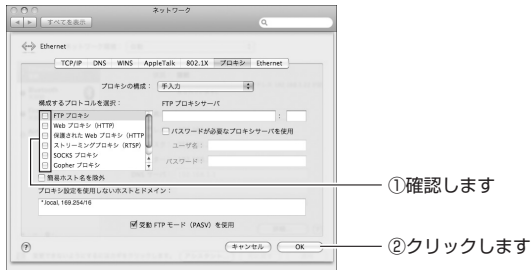 ネットワーク
すべてを表示
Ethernet
TCP/IP DNS WINS AppleTalk 802.1X プロキシ Ethernet
プロキシの構成： 手入力
構成するプロトコルを選択： FTP プロキシサーバ
FTP プロキシ
:
Web プロキシ（HTTP）
パスワードが必要なプロキシサーバを使用
保護された Web プロキシ（HTTP
ストリーミングプロキシ（RTSP）
ユーザ名：
SOCKS プロキシ
パスワード：
Gopher プロキシ
簡易ホスト名を除外
①確認します
プロキシ設定を使用しないホストとドメイン：
*.local, 169.254/16
受動 FTP モード（PASV）を使用
? キャンセル OK
②クリックします